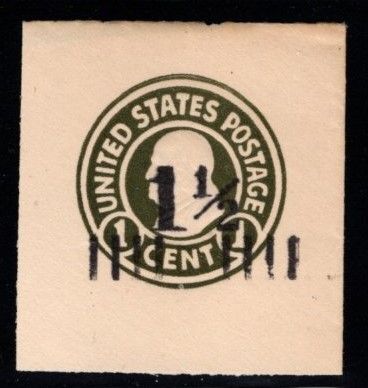 UNITED STATES POSTAGE
1 1/2
1 CENT 1